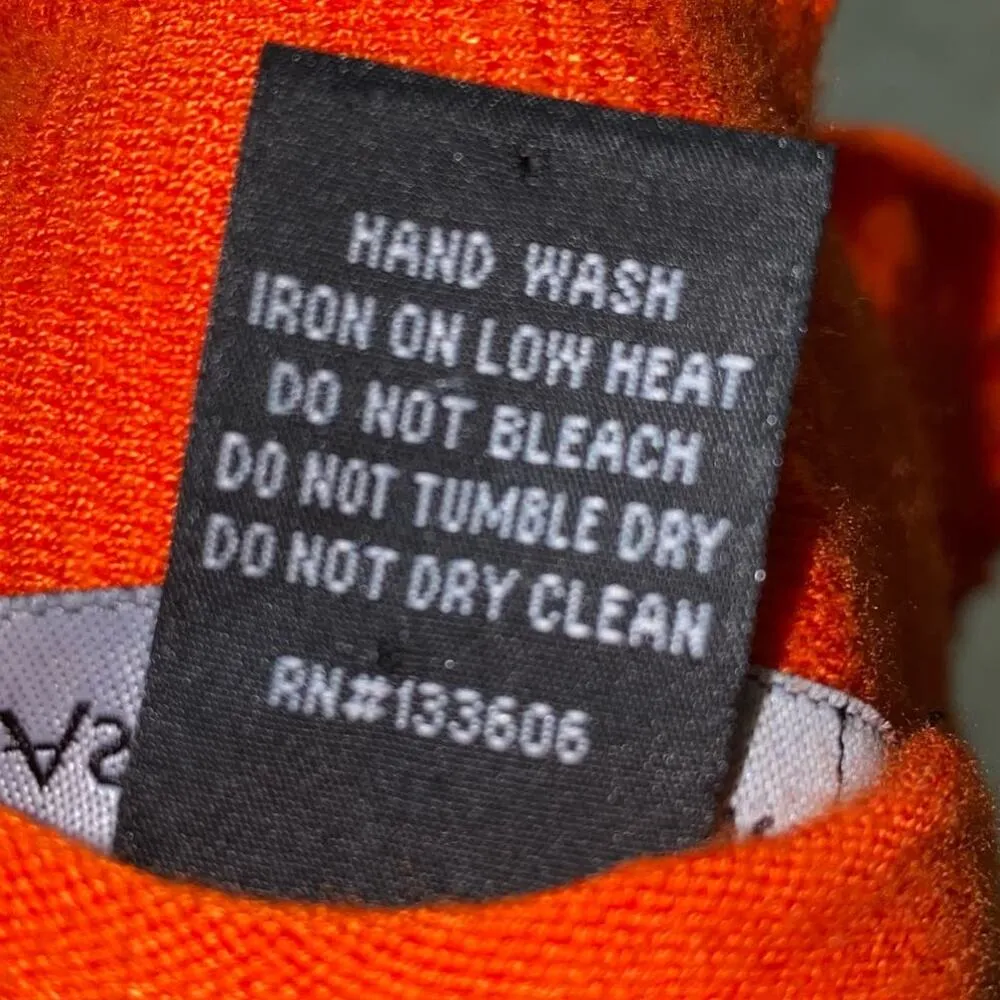 HAND WASH
IRON ON LOW HEAT
DO NOT BLEACH
DO NOT TUMBLE DRY
DO NOT DRY CLEAN
RN#133606